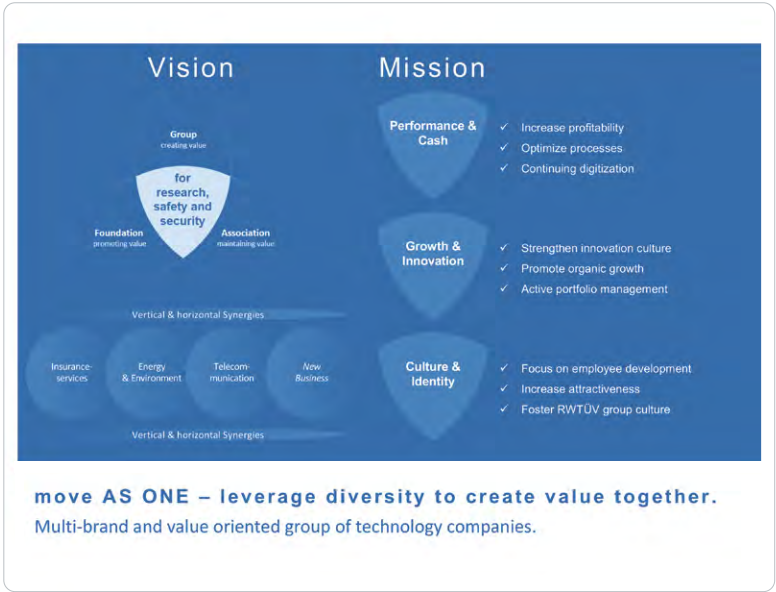 Vision
Group
creating value
for
research,
safety and
security
Foundation
promoting value
Association
maintaining value
Vertical & horizontal Synergies
Insurance-
services
Energy
& Environment
Telecom-
munication
New
Business
Vertical & horizontal Synergies
Mission
Performance &
Cash
✓ Increase profitability
✓ Optimize processes
✓ Continuing digitization
Growth &
Innovation
✓ Strengthen innovation culture
✓ Promote organic growth
✓ Active portfolio management
Culture &
Identity
✓ Focus on employee development
✓ Increase attractiveness
✓ Foster RWTÜV group culture
move AS ONE – leverage diversity to create value together.
Multi-brand and value oriented group of technology companies.